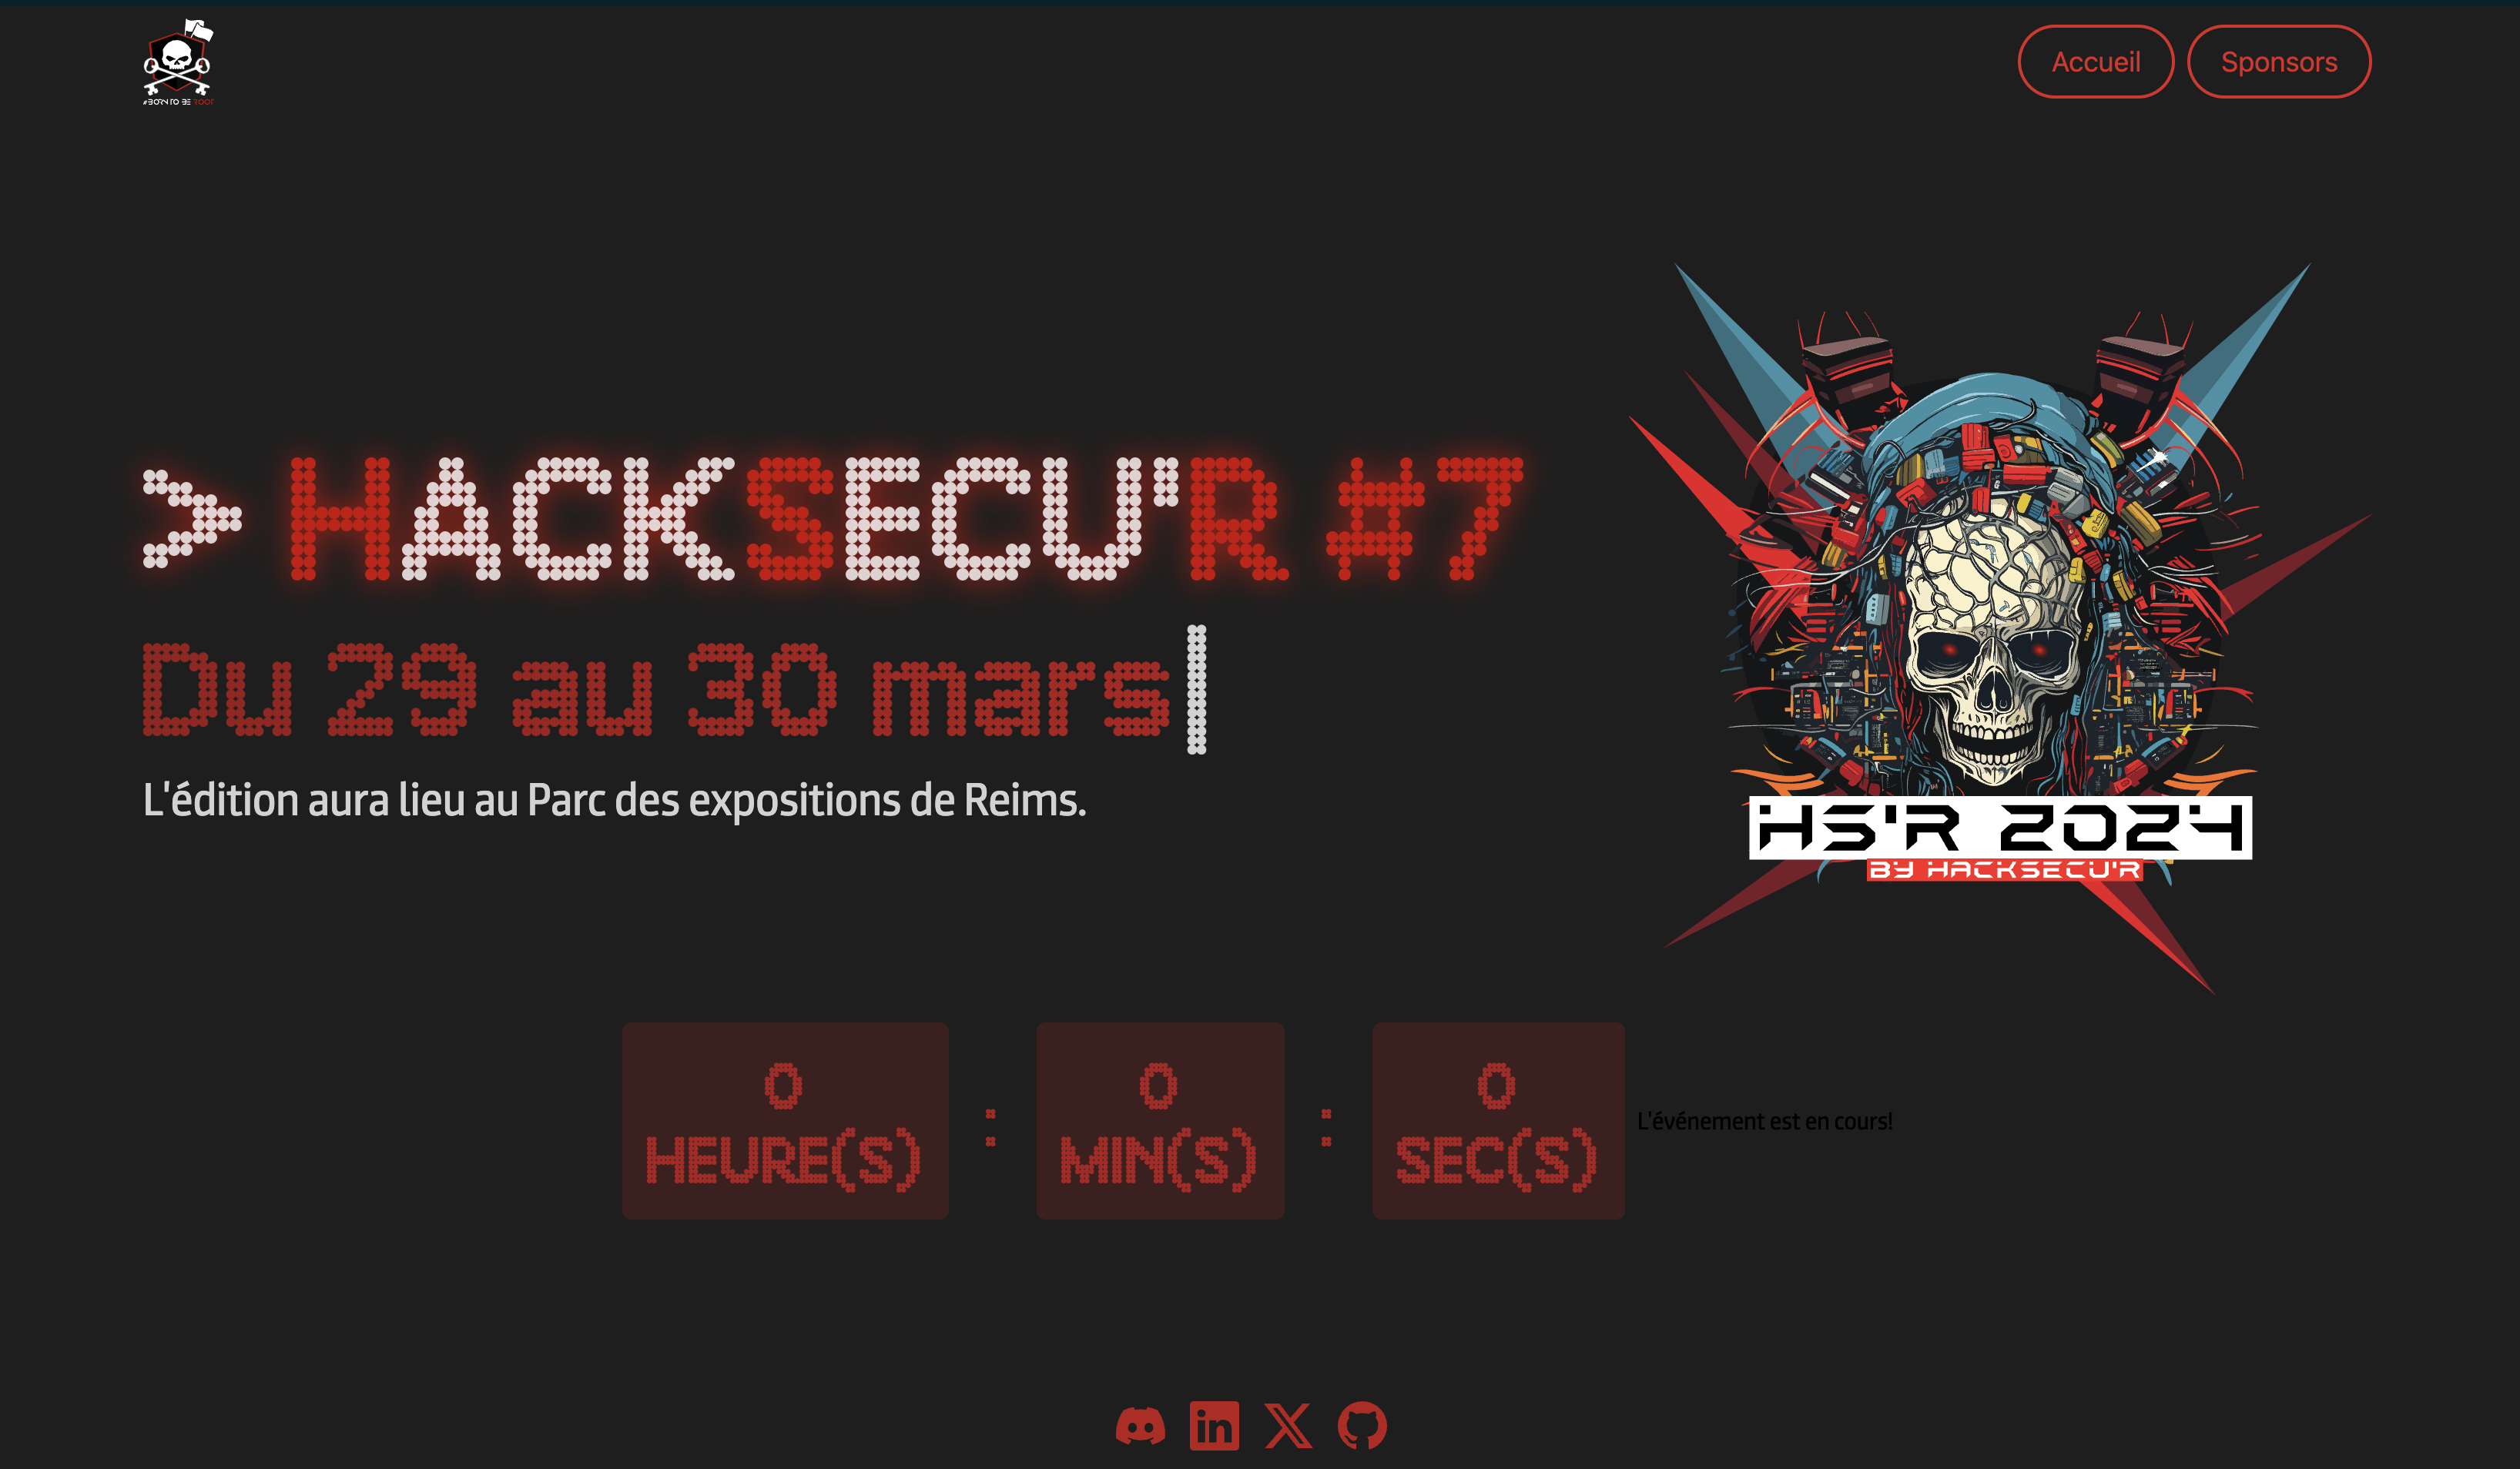 #BORN TO BE ROOT
Accueil
Sponsors
> HACKSECU'R #7
Du 29 au 30 mars
L'édition aura lieu au Parc des expositions de Reims.
HS'R 2024
BY HACKSECU'R
0
HEURE(S)
:
0
MIN(S)
:
0
SEC(S)
L'événement est en cours!